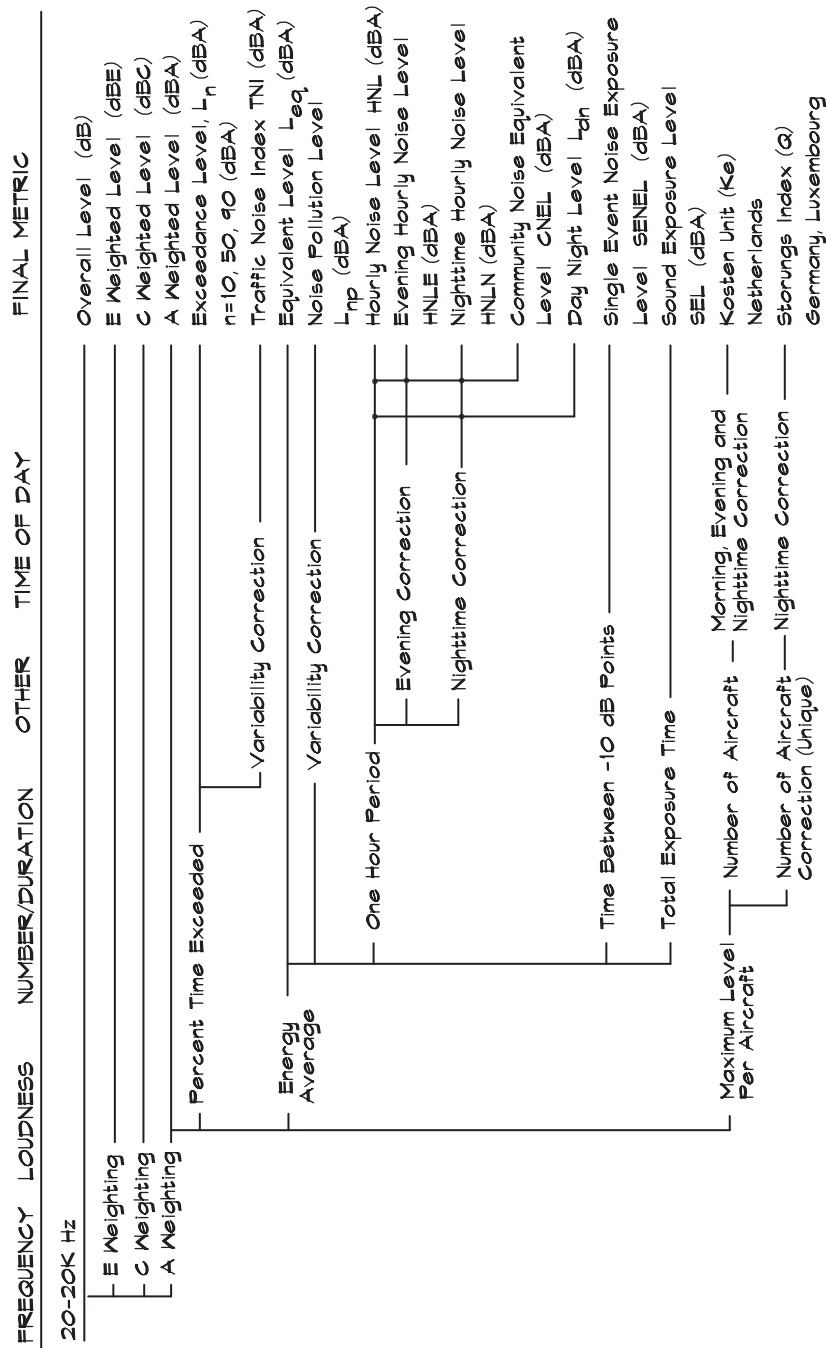 FREQUENCY LOUDNESS NUMBER/DURATION OTHER TIME OF DAY FINAL METRIC
20-20K Hz
Overall Level (dB)
E Weighting
E Weighted Level (dBE)
C Weighting
C Weighted Level (dBC)
A Weighting
A Weighted Level (dBA)
Percent Time Exceeded
Exceedance Level, Ln (dBA)
n=10, 50, 90 (dBA)
Variability Correction
Traffic Noise Index TNI (dBA)
Energy
Average
Equivalent Level Leq (dBA)
Variability Correction
Noise Pollution Level
Lnp (dBA)
One Hour Period
Hourly Noise Level HNL (dBA)
Evening Correction
Evening Hourly Noise Level
HNLE (dBA)
Nighttime Correction
Nighttime Hourly Noise Level
HNLN (dBA)
Community Noise Equivalent
Level CNEL (dBA)
Day Night Level Ldn (dBA)
Time Between -10 dB Points
Single Event Noise Exposure
Level SENEL (dBA)
Total Exposure Time
Sound Exposure Level
SEL (dBA)
Maximum Level
Per Aircraft
Number of Aircraft
Morning, Evening and
Nighttime Correction
Kosten Unit (Ke)
Netherlands
Number of Aircraft
Correction (Unique)
Nighttime Correction
Storungs Index (Q)
Germany, Luxembourg